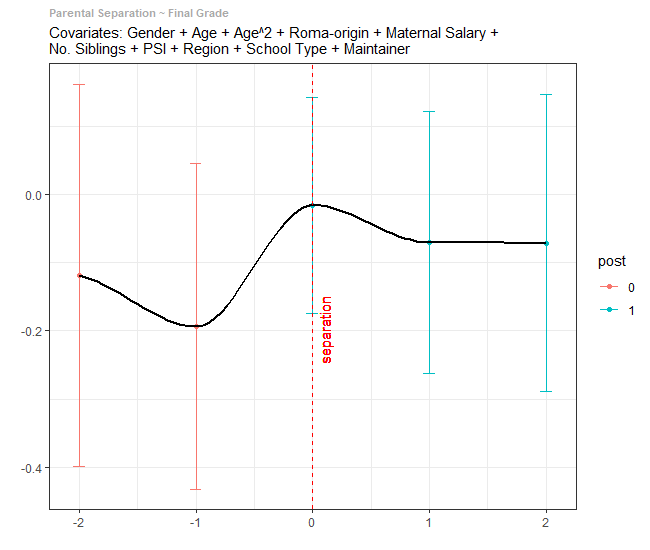 Parental Separation ~ Final Grade
Covariates: Gender + Age + Age^2 + Roma-origin + Maternal Salary +
No. Siblings + PSI + Region + School Type + Maintainer
0.0
-0.2
-0.4
separation
-2
-1
0
1
2
post
0
1